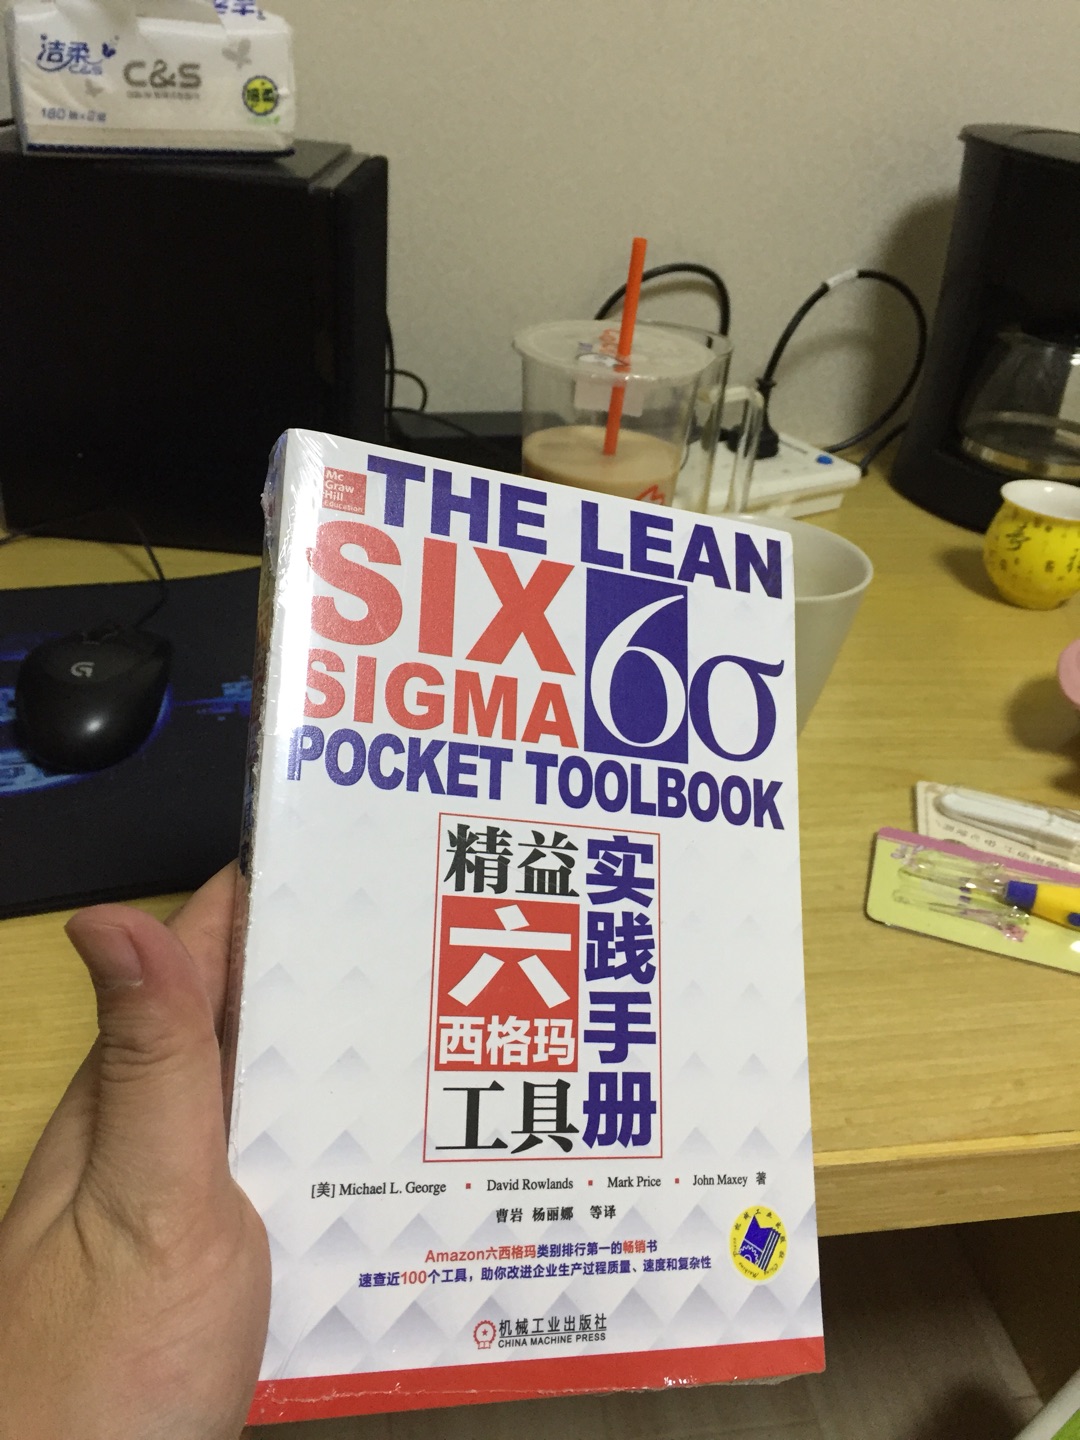 洁柔
C&S
C&S
Mc
Graw
Hill
Education
THE LEAN
SIX
SIGMA
6σ
POCKET TOOLBOOK
精益
六
西格玛
工具
实践手册
[美] Michael L. George ▪ David Rowlands ▪ Mark Price ▪ John Maxey 著
曹岩 杨丽娜 等译
Amazon六西格玛类别排行第一的畅销书
速查近100个工具，助你改进企业生产过程质量、速度和复杂性
机械工业出版社
CHINA MACHINE PRESS